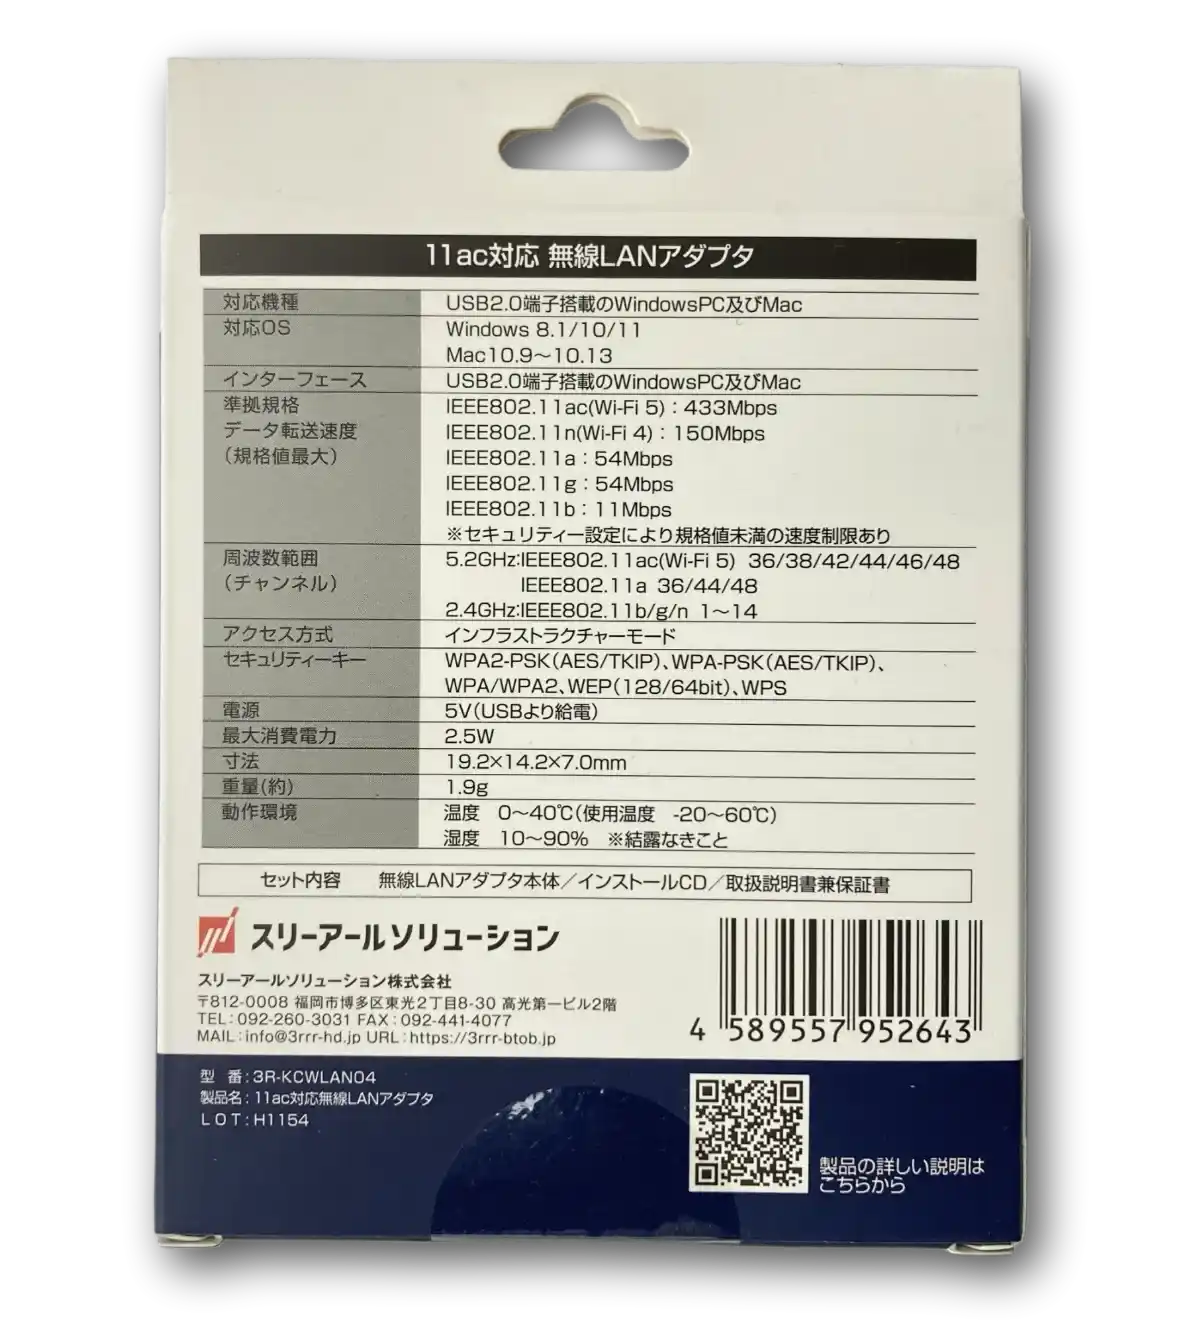 11ac対応 無線LANアダプタ
対応機種 USB2.0端子搭載のWindowsPC及びMac
対応OS Windows 8.1/10/11
Mac10.9～10.13
インターフェース USB2.0端子搭載のWindowsPC及びMac
準拠規格 IEEE802.11ac(Wi-Fi 5)：433Mbps
データ転送速度 IEEE802.11n(Wi-Fi 4)：150Mbps
（規格値最大） IEEE802.11a：54Mbps
IEEE802.11g：54Mbps
IEEE802.11b：11Mbps
※セキュリティー設定により規格値未満の速度制限あり
周波数範囲 5.2GHz:IEEE802.11ac(Wi-Fi 5) 36/38/42/44/46/48
（チャンネル） IEEE802.11a 36/44/48
2.4GHz:IEEE802.11b/g/n 1～14
アクセス方式 インフラストラクチャーモード
セキュリティーキー WPA2-PSK(AES/TKIP)、WPA-PSK(AES/TKIP)、
WPA/WPA2、WEP(128/64bit)、WPS
電源 5V(USBより給電)
最大消費電力 2.5W
寸法 19.2×14.2×7.0mm
重量(約) 1.9g
動作環境 温度 0～40℃(使用温度 -20～60℃)
湿度 10～90% ※結露なきこと
セット内容 無線LANアダプタ本体／インストールCD／取扱説明書兼保証書
スリーアールソリューション
スリーアールソリューション株式会社
〒812-0008 福岡市博多区東光2丁目8-30 高光第一ビル2階
TEL：092-260-3031 FAX：092-441-4077
MAIL：info@3rrr-hd.jp URL：https://3rrr-btob.jp
4 589557 952643
型 番：3R-KCWLAN04
製品名：11ac対応無線LANアダプタ
LOT：H1154
製品の詳しい説明は
こちらから